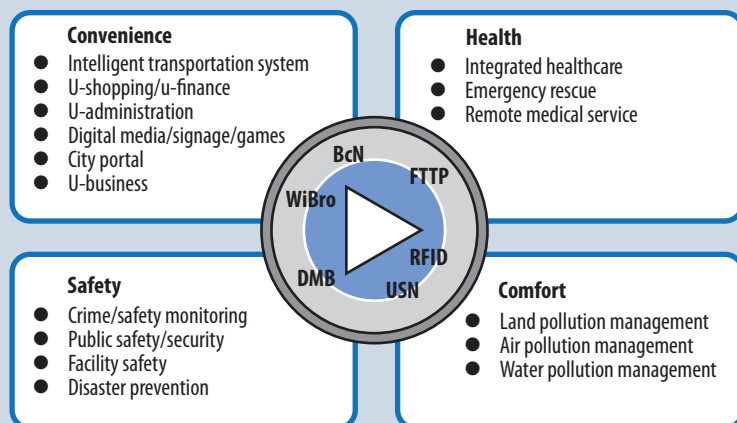 Convenience
● Intelligent transportation system
● U-shopping/u-finance
● U-administration
● Digital media/signage/games
● City portal
● U-business
Health
● Integrated healthcare
● Emergency rescue
● Remote medical service
BcN
FTTP
WiBro
RFID
DMB
USN
Safety
● Crime/safety monitoring
● Public safety/security
● Facility safety
● Disaster prevention
Comfort
● Land pollution management
● Air pollution management
● Water pollution management